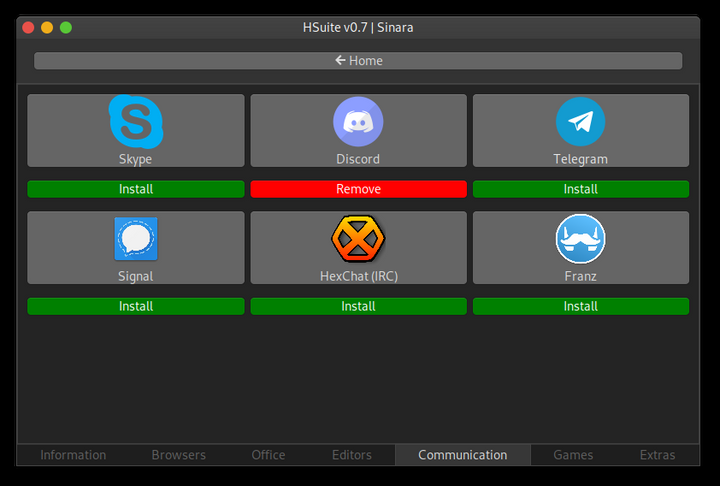 HSuite v0.7 | Sinara
← Home
Skype Discord Telegram
Install Remove Install
Signal HexChat (IRC) Franz
Install Install Install
Information Browsers Office Editors Communication Games Extras